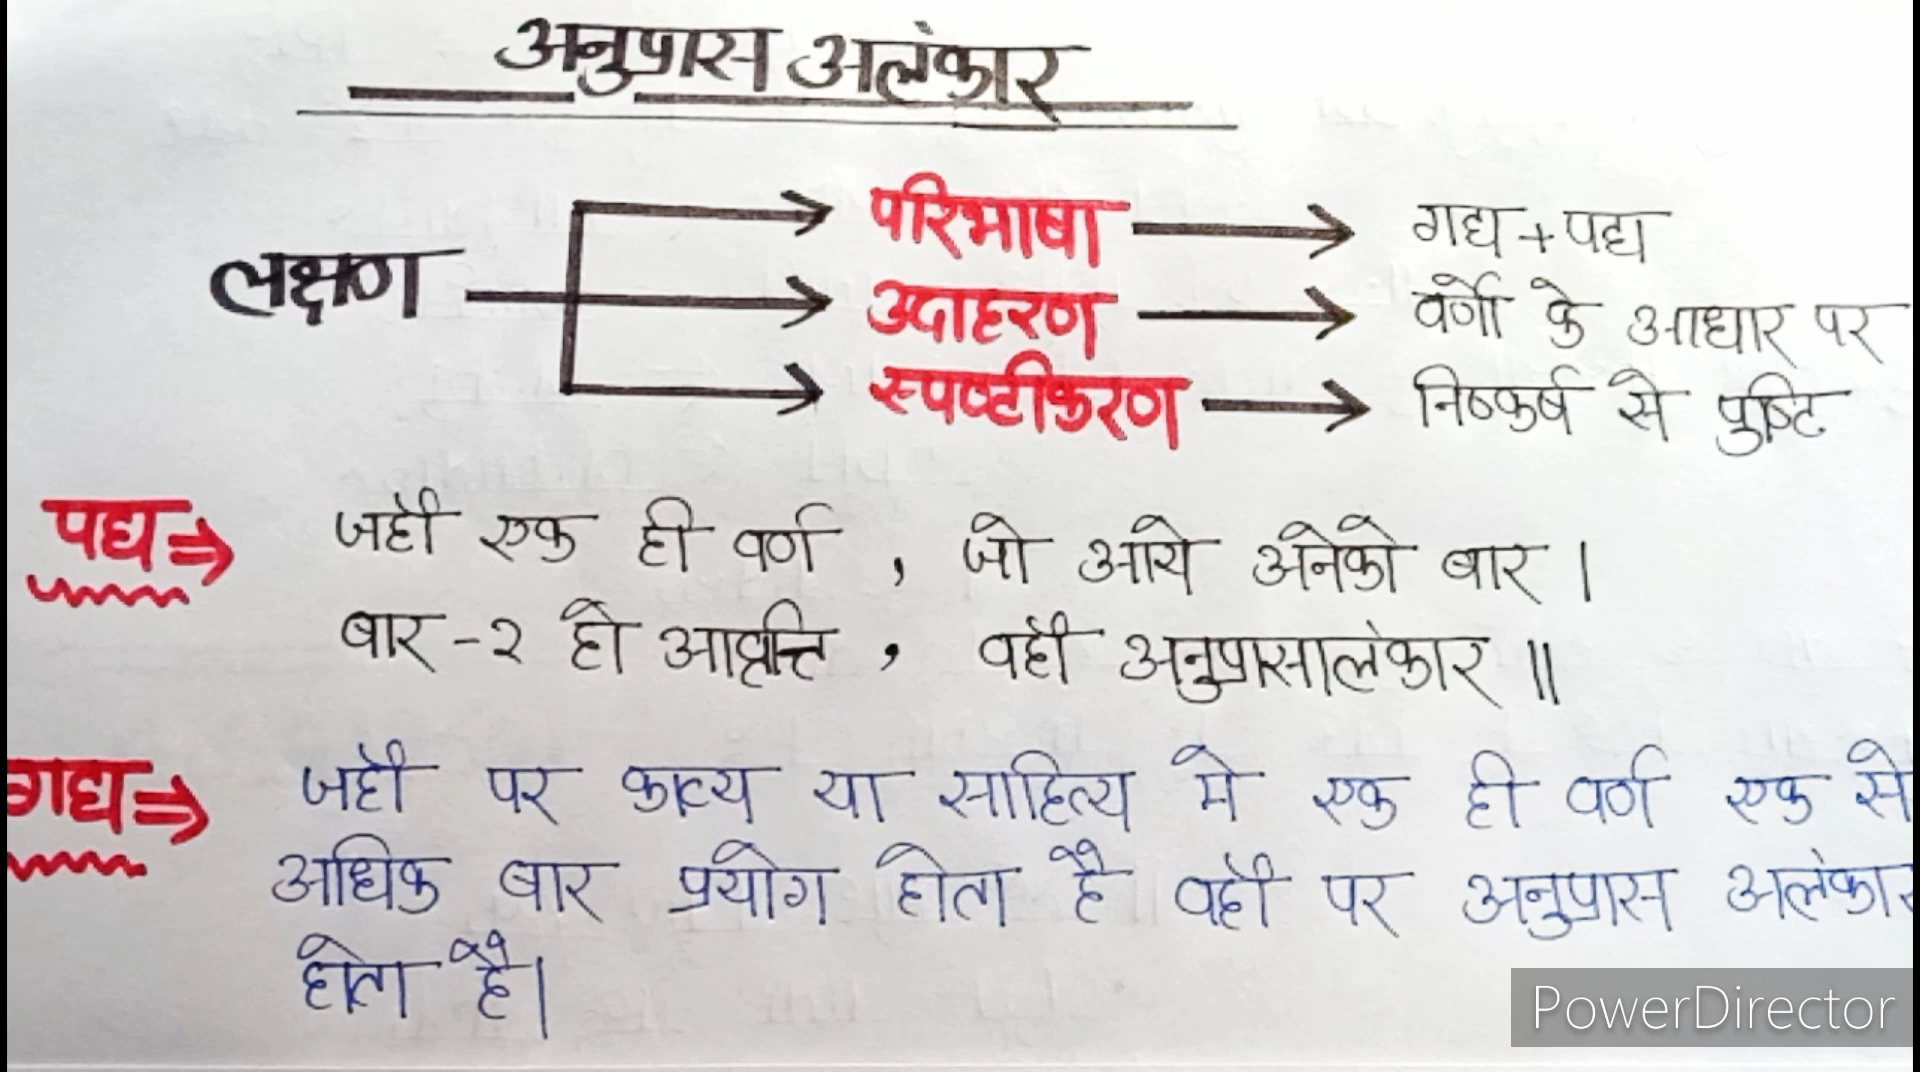 अनुप्रास अलंकार
लक्षण
परिभाषा → गद्य + पद्य
उदाहरण → वर्णो के आधार पर
स्पष्टीकरण → निष्कर्ष से पुष्टि
पद्य ⇒ जहाँ एक ही वर्ण , जो आये अनेको बार ।
बार -२ हो आवृत्ति , वहाँ अनुप्रासालंकार ॥
गद्य ⇒ जहाँ पर काव्य या साहित्य मे एक ही वर्ण एक से
अधिक बार प्रयोग होता है वहाँ पर अनुप्रास अलंकार
होता है।
PowerDirector